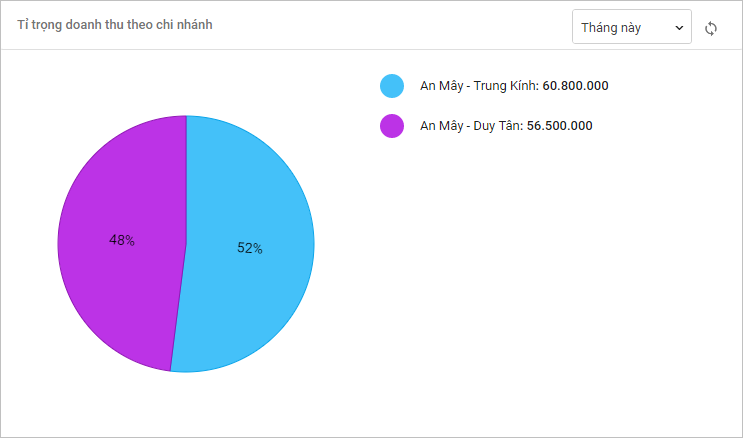 Tỉ trọng doanh thu theo chi nhánh
Tháng này
An Mây - Trung Kính: 60.800.000
An Mây - Duy Tân: 56.500.000
48%
52%